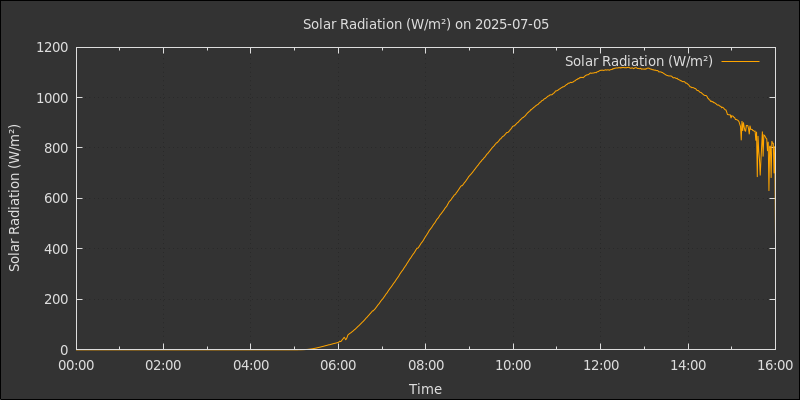 Solar Radiation (W/m²) on 2025-07-05
Solar Radiation (W/m²)
Solar Radiation (W/m²)
1200
1000
800
600
400
200
0
00:00 02:00 04:00 06:00 08:00 10:00 12:00 14:00 16:00
Time